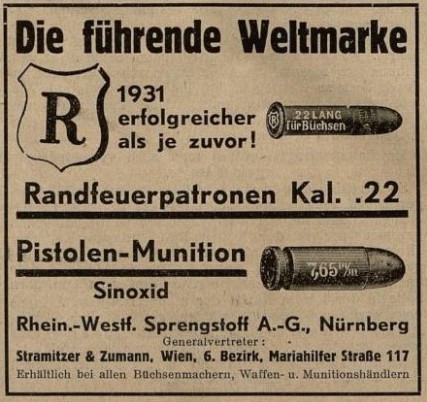 Die führende Weltmarke
R
1931
erfolgreicher
als je zuvor!
R
22 LANG
für Büchsen
Randfeuerpatronen Kal. .22
Pistolen-Munition
Sinoxid
7,65 m/m
Rhein.-Westf. Sprengstoff A.-G., Nürnberg
Generalvertreter:
Stramitzer & Zumann, Wien, 6. Bezirk, Mariahilfer Straße 117
Erhältlich bei allen Büchsenmachern, Waffen- u. Munitionshändlern